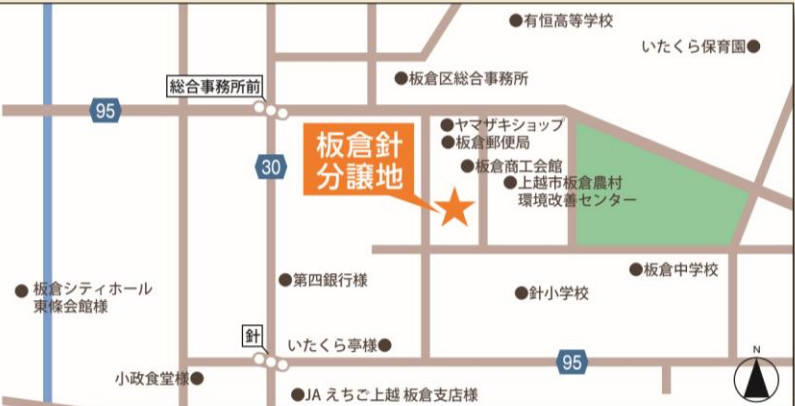 ●有恒高等学校
いたくら保育園●
●板倉区総合事務所
総合事務所前
95
●ヤマザキショップ
●板倉郵便局
板倉針
分譲地
30
●板倉商工会館
●上越市板倉農村
環境改善センター
●板倉中学校
●第四銀行様
●針小学校
●板倉シティホール
東條会館様
針
いたくら亭様●
95
N
小政食堂様●
●JA えちご上越 板倉支店様